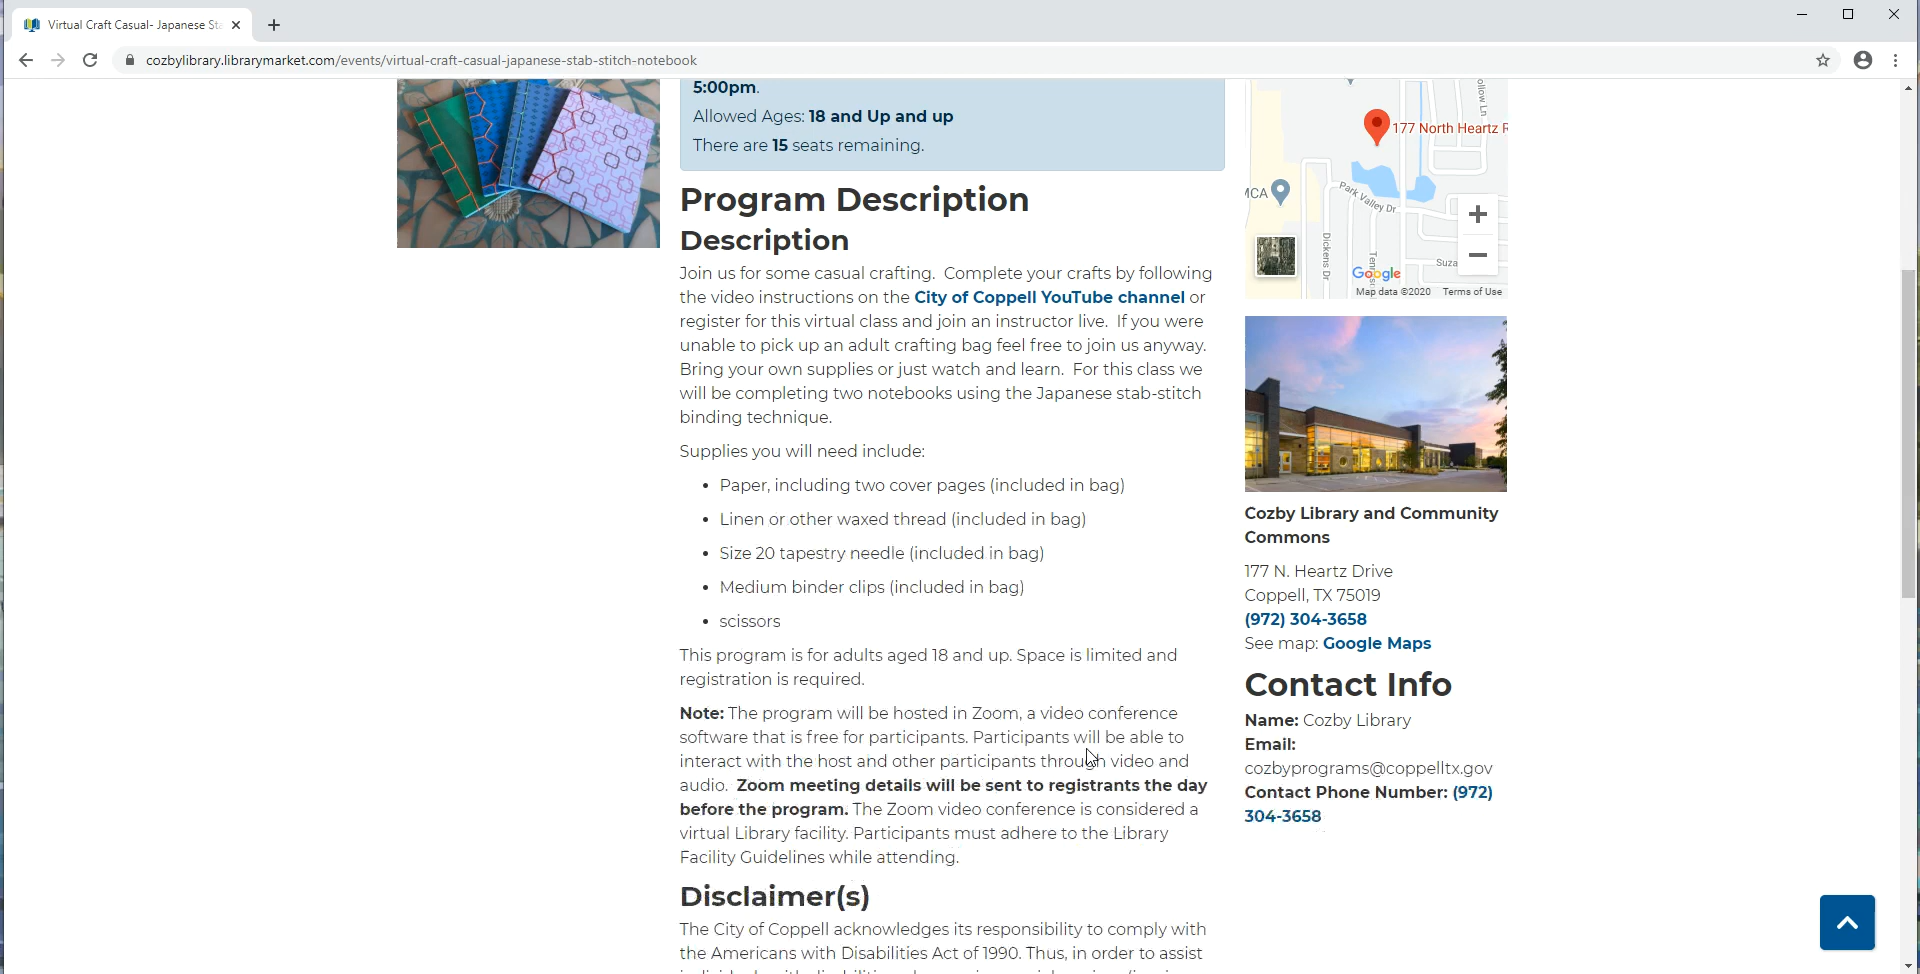 Virtual Craft Casual- Japanese Sta
cozbylibrary.librarymarket.com/events/virtual-craft-casual-japanese-stab-stitch-notebook
5:00pm.
Allowed Ages: 18 and Up and up
There are 15 seats remaining.
Program Description
Description
Join us for some casual crafting.  Complete your crafts by following
the video instructions on the City of Coppell YouTube channel or
register for this virtual class and join an instructor live.  If you were
unable to pick up an adult crafting bag feel free to join us anyway.
Bring your own supplies or just watch and learn.  For this class we
will be completing two notebooks using the Japanese stab-stitch
binding technique.
Supplies you will need include:
• Paper, including two cover pages (included in bag)
• Linen or other waxed thread (included in bag)
• Size 20 tapestry needle (included in bag)
• Medium binder clips (included in bag)
• scissors
This program is for adults aged 18 and up. Space is limited and
registration is required.
Note: The program will be hosted in Zoom, a video conference
software that is free for participants. Participants will be able to
interact with the host and other participants through video and
audio.  Zoom meeting details will be sent to registrants the day
before the program. The Zoom video conference is considered a
virtual Library facility. Participants must adhere to the Library
Facility Guidelines while attending.
Disclaimer(s)
The City of Coppell acknowledges its responsibility to comply with
the Americans with Disabilities Act of 1990. Thus, in order to assist
ollow Ln
177 North Heartz R
MCA
Park Valley Dr
Dickens Dr
Suza
Google
Map data ©2020 Terms of Use
Cozby Library and Community
Commons
177 N. Heartz Drive
Coppell, TX 75019
(972) 304-3658
See map: Google Maps
Contact Info
Name: Cozby Library
Email:
cozbyprograms@coppelltx.gov
Contact Phone Number: (972)
304-3658